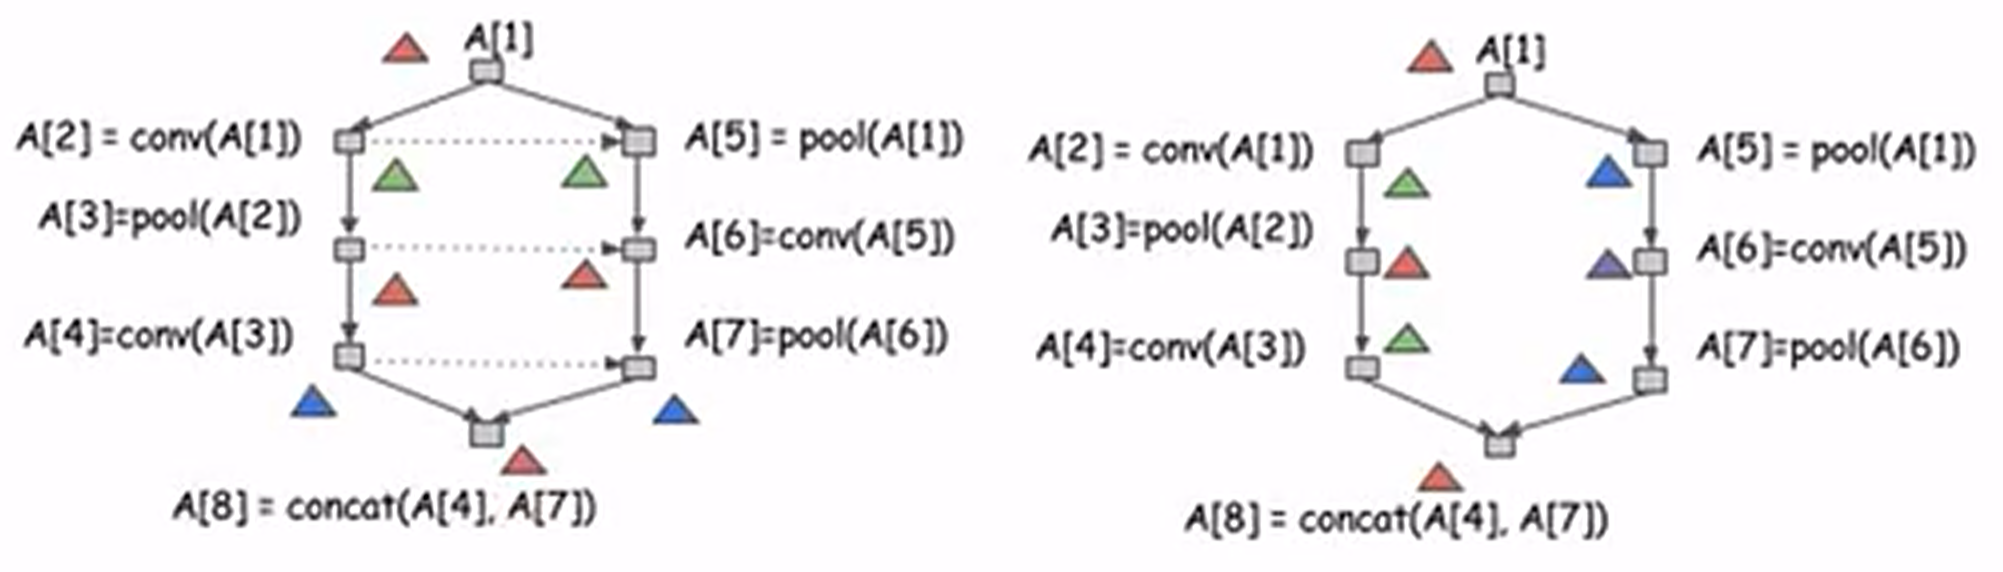 A[1]
A[2] = conv(A[1])
A[5] = pool(A[1])
A[3]=pool(A[2])
A[6]=conv(A[5])
A[4]=conv(A[3])
A[7]=pool(A[6])
A[8] = concat(A[4], A[7])
A[1]
A[2] = conv(A[1])
A[5] = pool(A[1])
A[3]=pool(A[2])
A[6]=conv(A[5])
A[4]=conv(A[3])
A[7]=pool(A[6])
A[8] = concat(A[4], A[7])